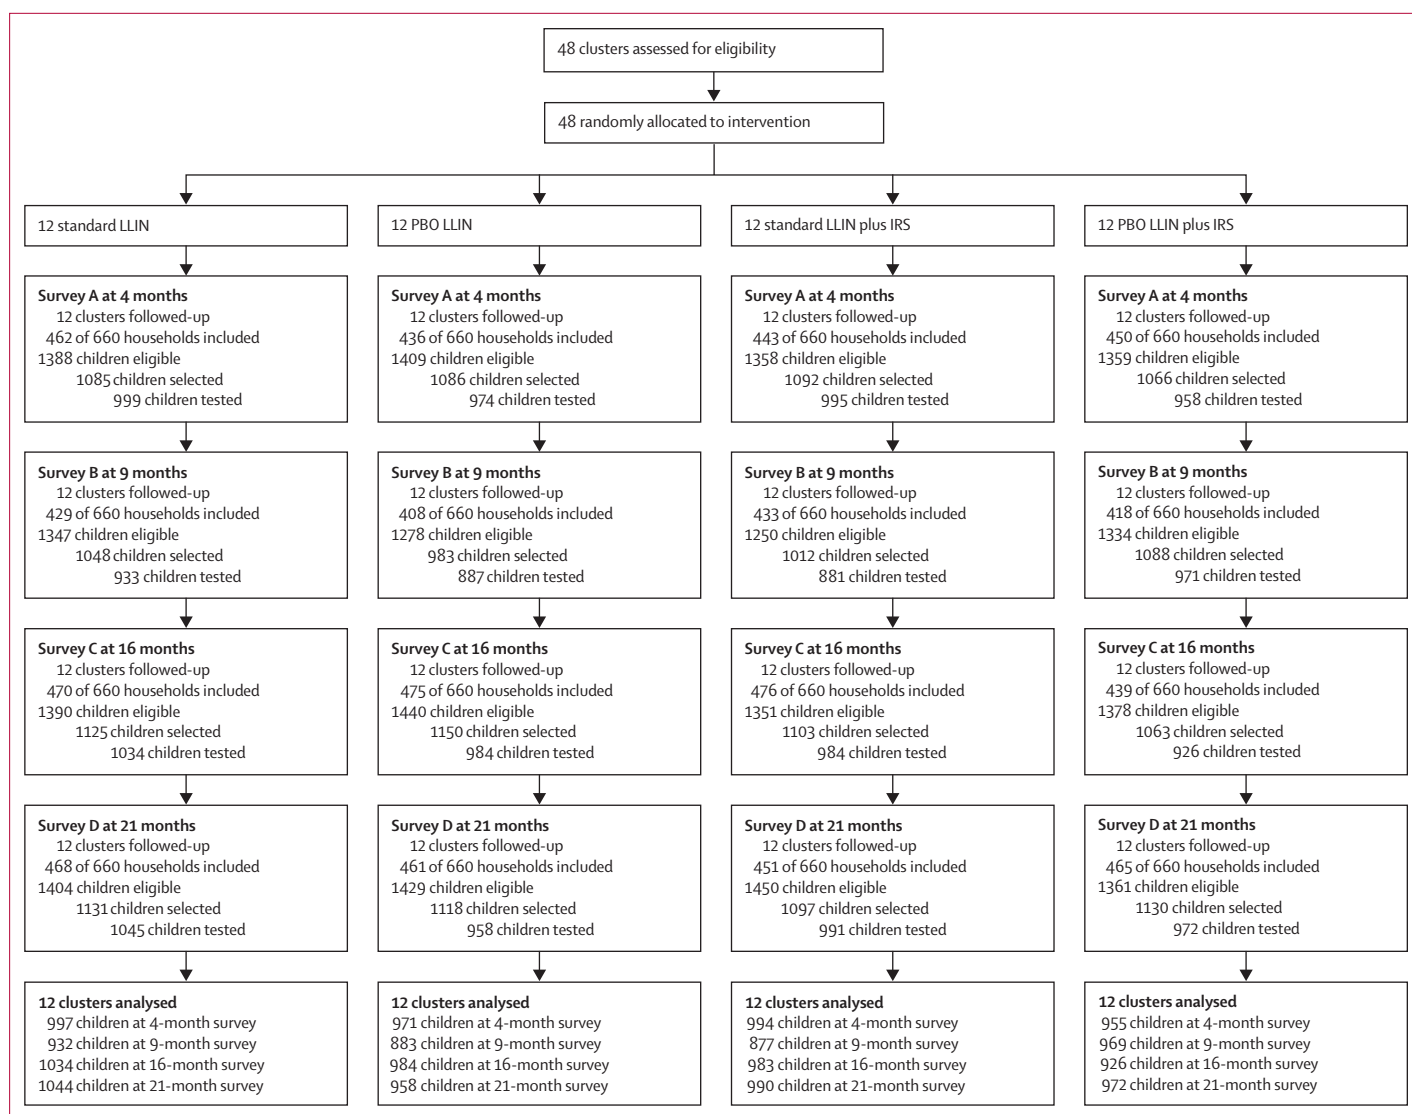 48 clusters assessed for eligibility
48 randomly allocated to intervention
12 standard LLIN
12 PBO LLIN
12 standard LLIN plus IRS
12 PBO LLIN plus IRS
Survey A at 4 months
12 clusters followed-up
462 of 660 households included
1388 children eligible
1085 children selected
999 children tested
Survey A at 4 months
12 clusters followed-up
436 of 660 households included
1409 children eligible
1086 children selected
974 children tested
Survey A at 4 months
12 clusters followed-up
443 of 660 households included
1358 children eligible
1092 children selected
995 children tested
Survey A at 4 months
12 clusters followed-up
450 of 660 households included
1359 children eligible
1066 children selected
958 children tested
Survey B at 9 months
12 clusters followed-up
429 of 660 households included
1347 children eligible
1048 children selected
933 children tested
Survey B at 9 months
12 clusters followed-up
408 of 660 households included
1278 children eligible
983 children selected
887 children tested
Survey B at 9 months
12 clusters followed-up
433 of 660 households included
1250 children eligible
1012 children selected
881 children tested
Survey B at 9 months
12 clusters followed-up
418 of 660 households included
1334 children eligible
1088 children selected
971 children tested
Survey C at 16 months
12 clusters followed-up
470 of 660 households included
1390 children eligible
1125 children selected
1034 children tested
Survey C at 16 months
12 clusters followed-up
475 of 660 households included
1440 children eligible
1150 children selected
984 children tested
Survey C at 16 months
12 clusters followed-up
476 of 660 households included
1351 children eligible
1103 children selected
984 children tested
Survey C at 16 months
12 clusters followed-up
439 of 660 households included
1378 children eligible
1063 children selected
926 children tested
Survey D at 21 months
12 clusters followed-up
468 of 660 households included
1404 children eligible
1131 children selected
1045 children tested
Survey D at 21 months
12 clusters followed-up
461 of 660 households included
1429 children eligible
1118 children selected
958 children tested
Survey D at 21 months
12 clusters followed-up
451 of 660 households included
1450 children eligible
1097 children selected
991 children tested
Survey D at 21 months
12 clusters followed-up
465 of 660 households included
1361 children eligible
1130 children selected
972 children tested
12 clusters analysed
997 children at 4-month survey
932 children at 9-month survey
1034 children at 16-month survey
1044 children at 21-month survey
12 clusters analysed
971 children at 4-month survey
883 children at 9-month survey
984 children at 16-month survey
958 children at 21-month survey
12 clusters analysed
994 children at 4-month survey
877 children at 9-month survey
983 children at 16-month survey
990 children at 21-month survey
12 clusters analysed
955 children at 4-month survey
969 children at 9-month survey
926 children at 16-month survey
972 children at 21-month survey